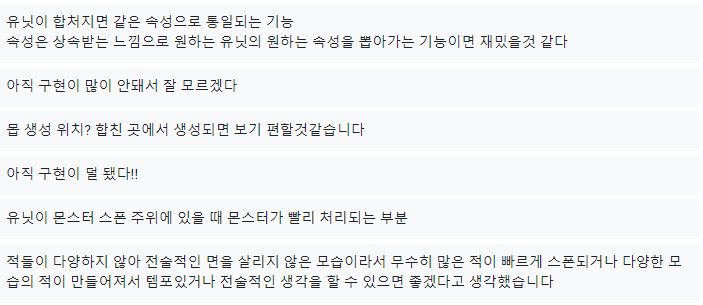 유닛이 합처지면 같은 속성으로 통일되는 기능
속성은 상속받는 느낌으로 원하는 유닛의 원하는 속성을 뽑아가는 기능이면 재밌을것 같다
아직 구현이 많이 안돼서 잘 모르겠다
몹 생성 위치? 합친 곳에서 생성되면 보기 편할것같습니다
아직 구현이 덜 됐다!!
유닛이 몬스터 스폰 주위에 있을 때 몬스터가 빨리 처리되는 부분
적들이 다양하지 않아 전술적인 면을 살리지 않은 모습이라서 무수히 많은 적이 빠르게 스폰되거나 다양한 모
습의 적이 만들어져서 템포있거나 전술적인 생각을 할 수 있으면 좋겠다고 생각했습니다